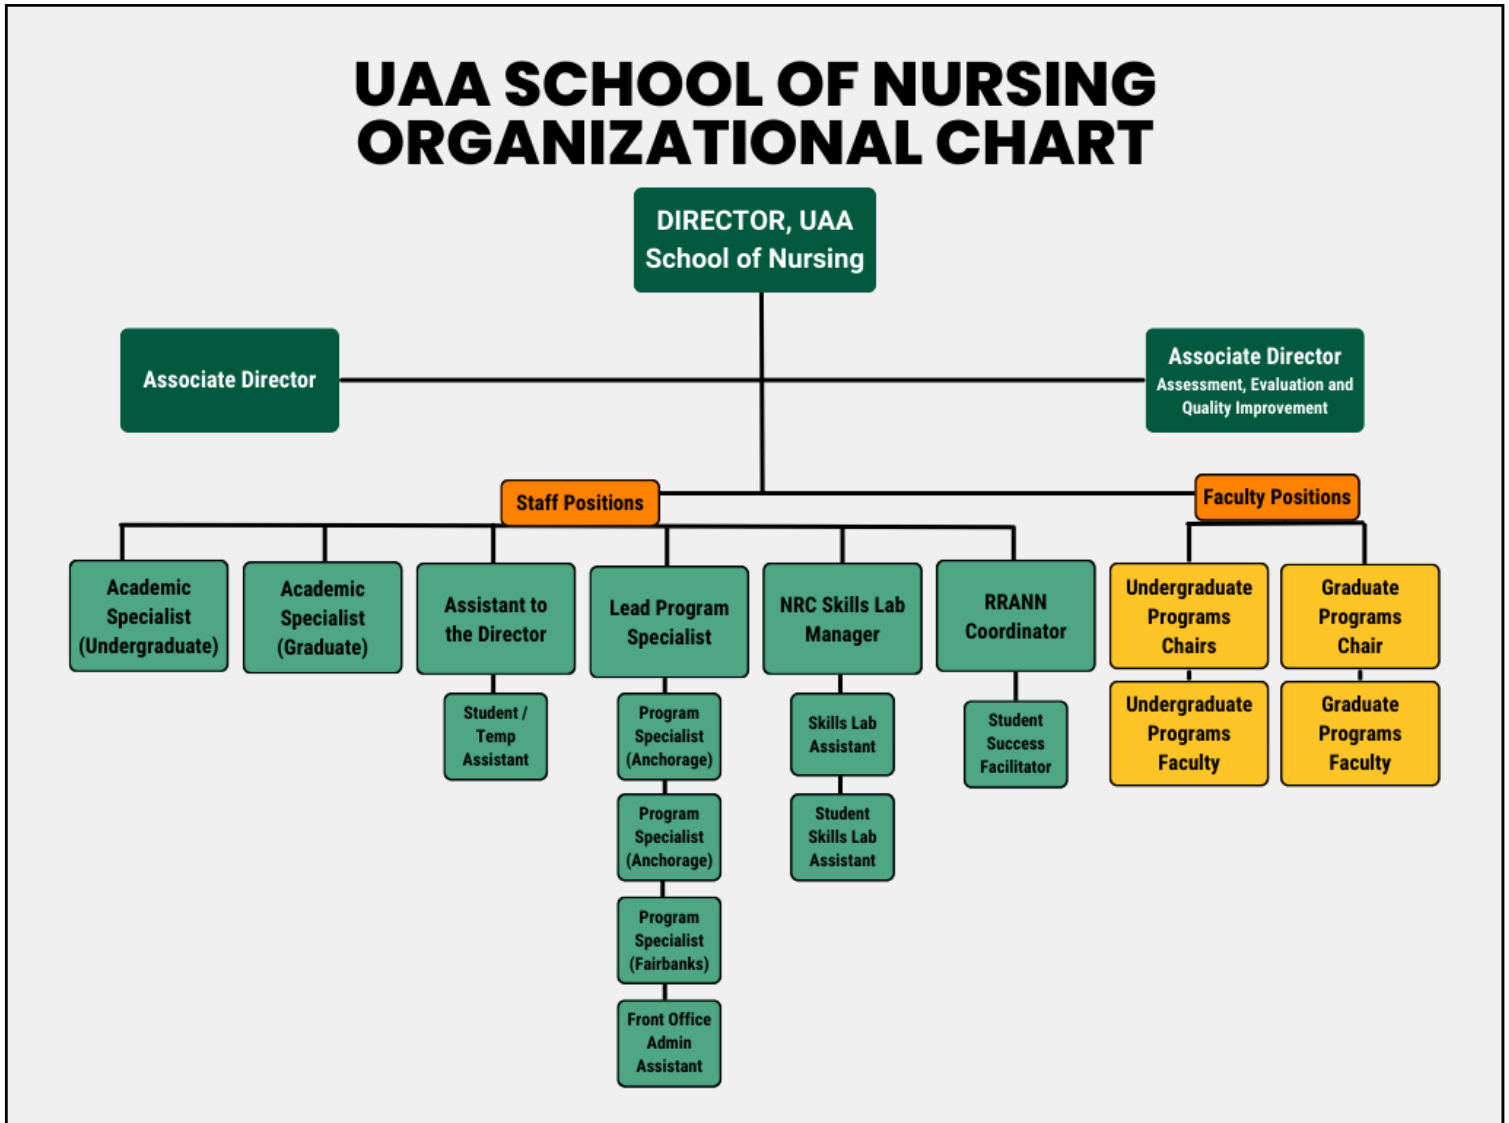 UAA SCHOOL OF NURSING
ORGANIZATIONAL CHART
DIRECTOR, UAA
School of Nursing
Associate Director
Associate Director
Assessment, Evaluation and
Quality Improvement
Staff Positions
Faculty Positions
Academic
Specialist
(Undergraduate)
Academic
Specialist
(Graduate)
Assistant to
the Director
Lead Program
Specialist
NRC Skills Lab
Manager
RRANN
Coordinator
Undergraduate
Programs
Chairs
Graduate
Programs
Chair
Student /
Temp
Assistant
Program
Specialist
(Anchorage)
Skills Lab
Assistant
Student
Success
Facilitator
Undergraduate
Programs
Faculty
Graduate
Programs
Faculty
Program
Specialist
(Anchorage)
Student
Skills Lab
Assistant
Program
Specialist
(Fairbanks)
Front Office
Admin
Assistant